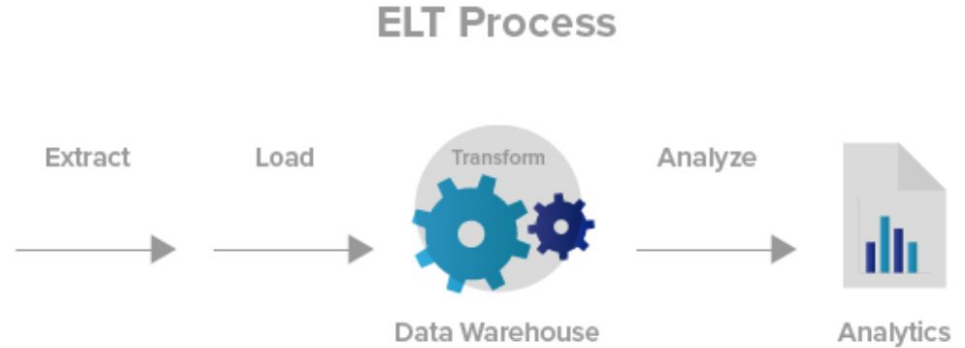 ELT Process
Extract
Load
Transform
Analyze
Data Warehouse
Analytics